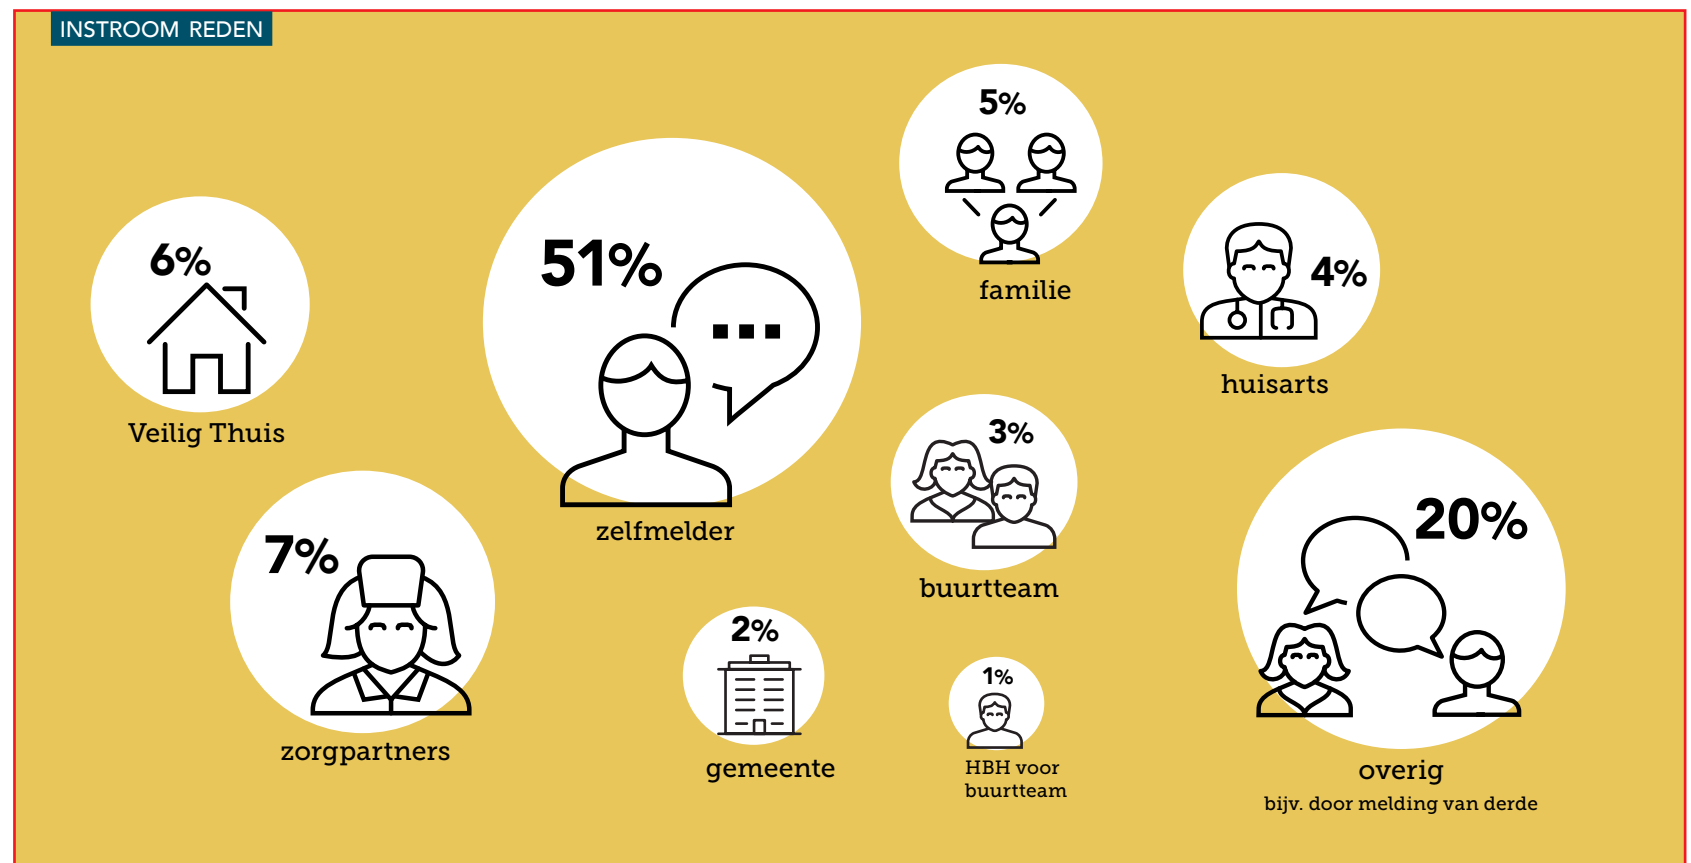 INSTROOM REDEN
5%
familie
6%
Veilig Thuis
51%
zelfmelder
4%
huisarts
3%
buurtteam
7%
zorgpartners
20%
overig
bijv. door melding van derde
2%
gemeente
1%
HBH voor
buurtteam